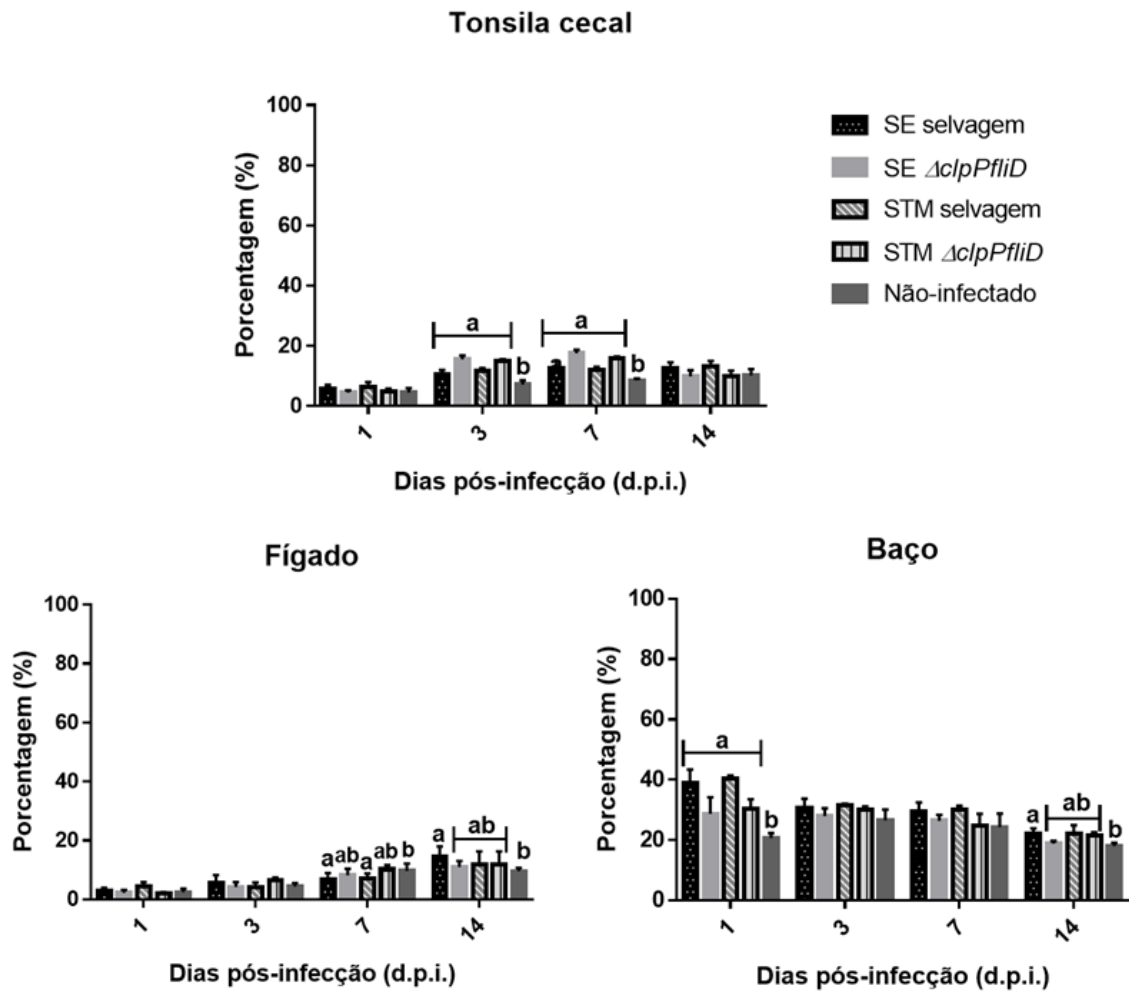 Tonsila cecal
Porcentagem (%)
100
80
60
40
20
0
a
b
a
b
1
3
7
14
Dias pós-infecção (d.p.i.)
SE selvagem
SE ΔclpPfliD
STM selvagem
STM ΔclpPfliD
Não-infectado
Fígado
Porcentagem (%)
100
80
60
40
20
0
a
ab
a
ab
b
a
ab
b
1
3
7
14
Dias pós-infecção (d.p.i.)
Baço
Porcentagem (%)
100
80
60
40
20
0
a
b
a
ab
b
1
3
7
14
Dias pós-infecção (d.p.i.)